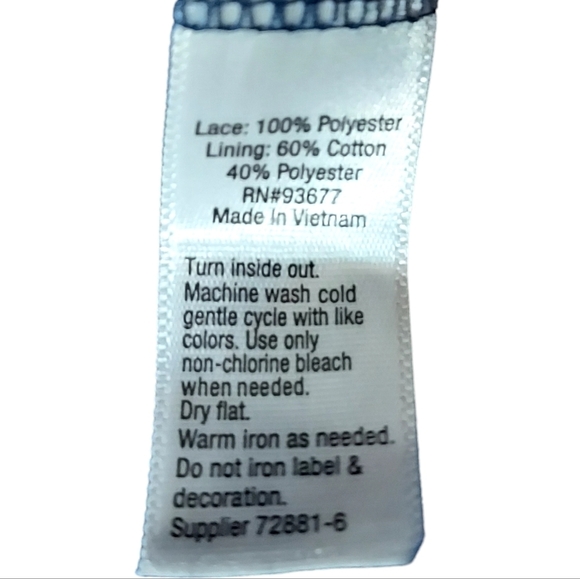 Lace: 100% Polyester
Lining: 60% Cotton
40% Polyester
RN#93677
Made In Vietnam
Turn inside out.
Machine wash cold
gentle cycle with like
colors. Use only
non-chlorine bleach
when needed.
Dry flat.
Warm iron as needed.
Do not iron label &
decoration.
Supplier 72881-6